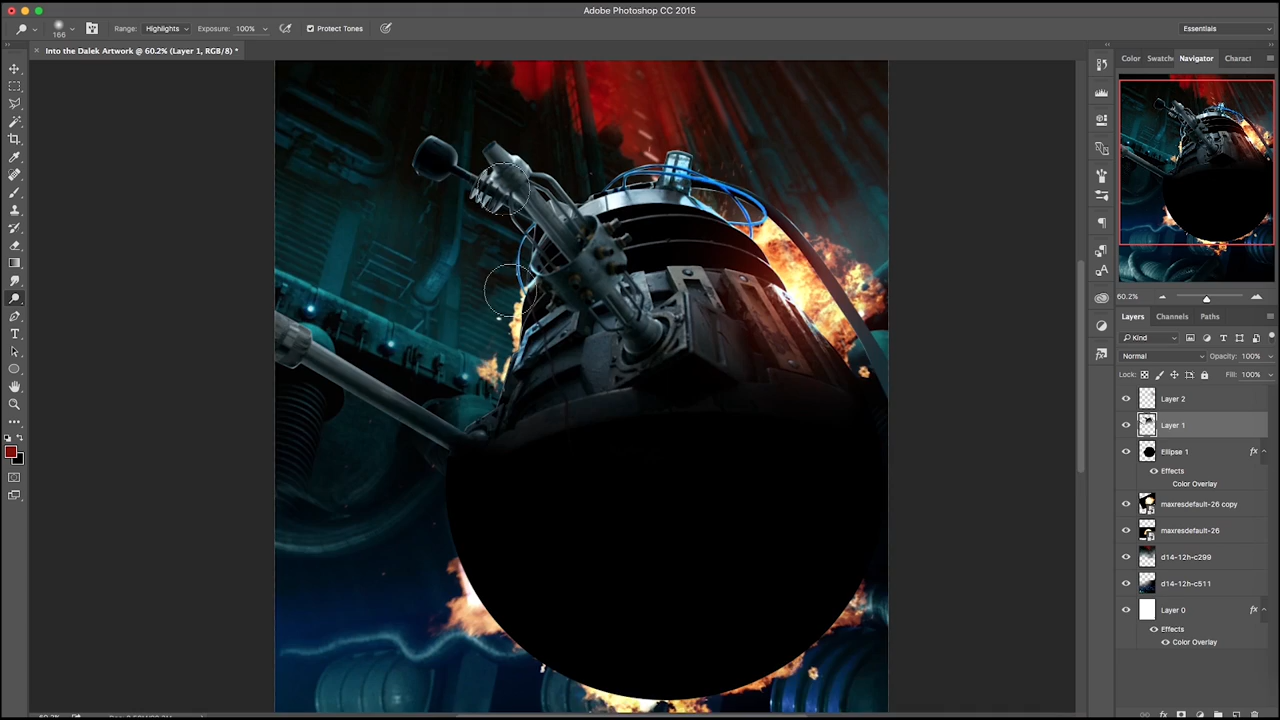 Adobe Photoshop CC 2015
166
Range: Highlights
Exposure: 100%
Protect Tones
Essentials
× Into the Dalek Artwork @ 60.2% (Layer 1, RGB/8) *
Color
Swatch
Navigator
Charact
60.2%
Layers
Channels
Paths
Kind
Normal
Opacity: 100%
Lock:
Fill: 100%
Layer 2
Layer 1
Ellipse 1
fx
Effects
Color Overlay
maxresdefault-26 copy
maxresdefault-26
d14-12h-c299
d14-12h-c511
Layer 0
fx
Effects
Color Overlay